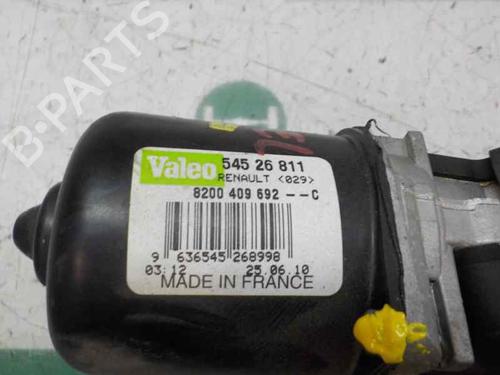 B-Parts
Valeo 545 26 811
RENAULT <029>
8200 409 692 --C
9 636545 268998
03:12 25.06.10
MADE IN FRANCE